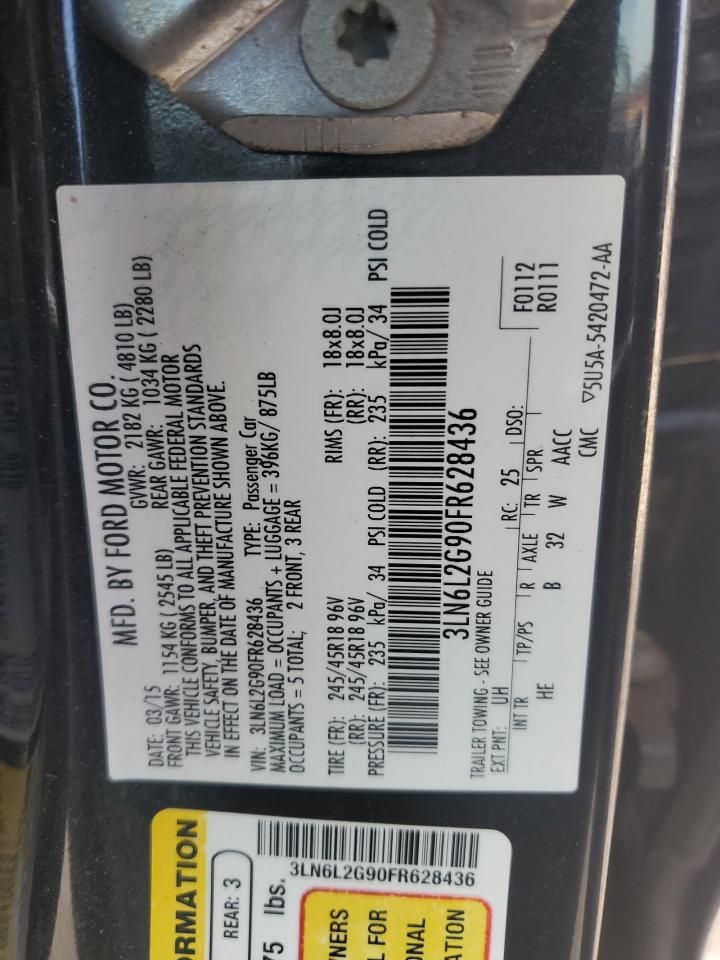 MFD. BY FORD MOTOR CO.
DATE: 03/15 GVWR: 2182 KG ( 4810 LB)
FRONT GAWR: 1154 KG ( 2545 LB) REAR GAWR: 1034 KG ( 2280 LB)
THIS VEHICLE CONFORMS TO ALL APPLICABLE FEDERAL MOTOR
VEHICLE SAFETY, BUMPER, AND THEFT PREVENTION STANDARDS
IN EFFECT ON THE DATE OF MANUFACTURE SHOWN ABOVE.
VIN: 3LN6L2G90FR628436 TYPE: Passenger Car
MAXIMUM LOAD = OCCUPANTS + LUGGAGE = 396KG/ 875LB
OCCUPANTS = 5 TOTAL; 2 FRONT, 3 REAR
TIRE (FR): 245/45R18 96V RIMS (FR): 18x8.0J
(RR): 245/45R18 96V (RR): 18x8.0J
PRESSURE (FR): 235 kPa/ 34 PSI COLD (RR): 235 kPa/ 34 PSI COLD
3LN6L2G90FR628436
TRAILER TOWING - SEE OWNER GUIDE F0112
EXT PNT: UH RC: 25 DSO: R0111
INT TR TP/PS R AXLE TR SPR
HE B 32 W AACC
CMC ▽5U5A-5420472-AA
ORMATION
REAR: 3
75 lbs.
3LN6L2G90FR628436
WNERS
L FOR
ONAL
ATION